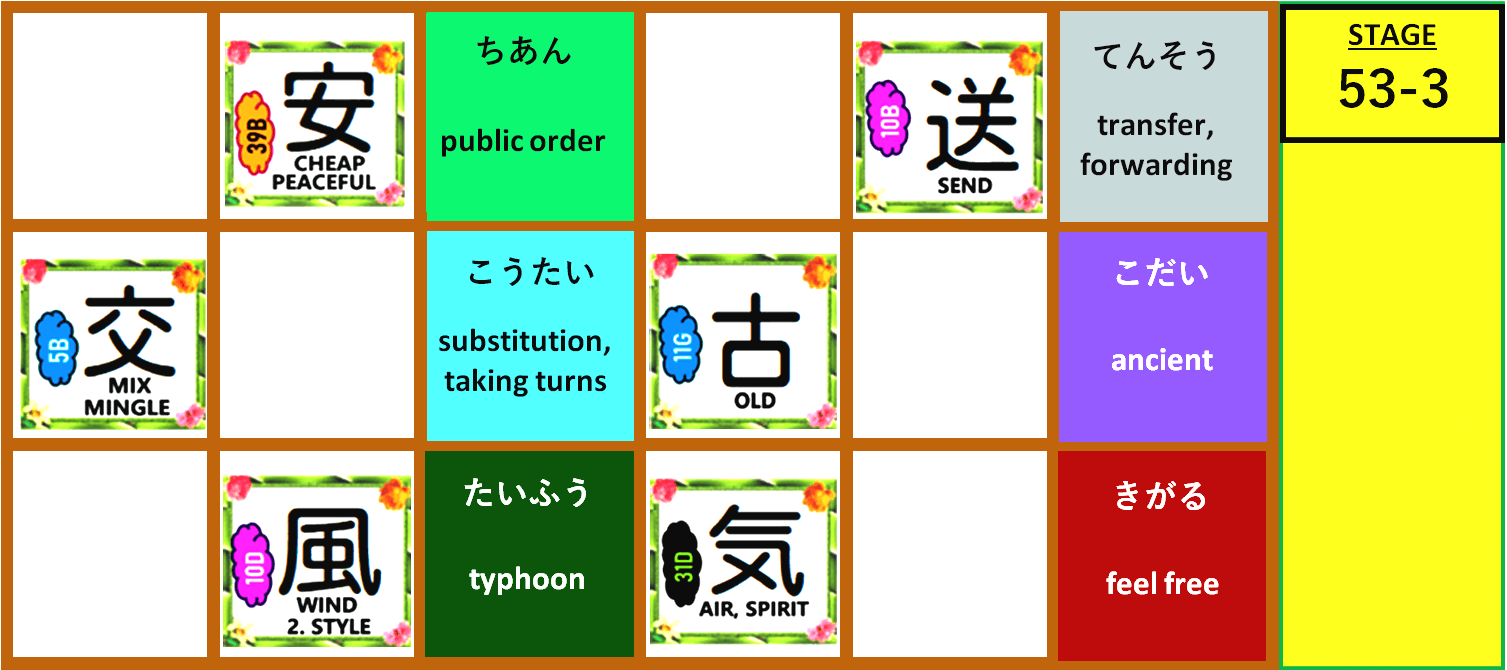 39B
安
CHEAP
PEACEFUL
ちあん
public order
10B
送
SEND
てんそう
transfer,
forwarding
STAGE
53-3
5B
交
MIX
MINGLE
こうたい
substitution,
taking turns
11G
古
OLD
こだい
ancient
10D
風
WIND
2. STYLE
たいふう
typhoon
31D
気
AIR, SPIRIT
きがる
feel free